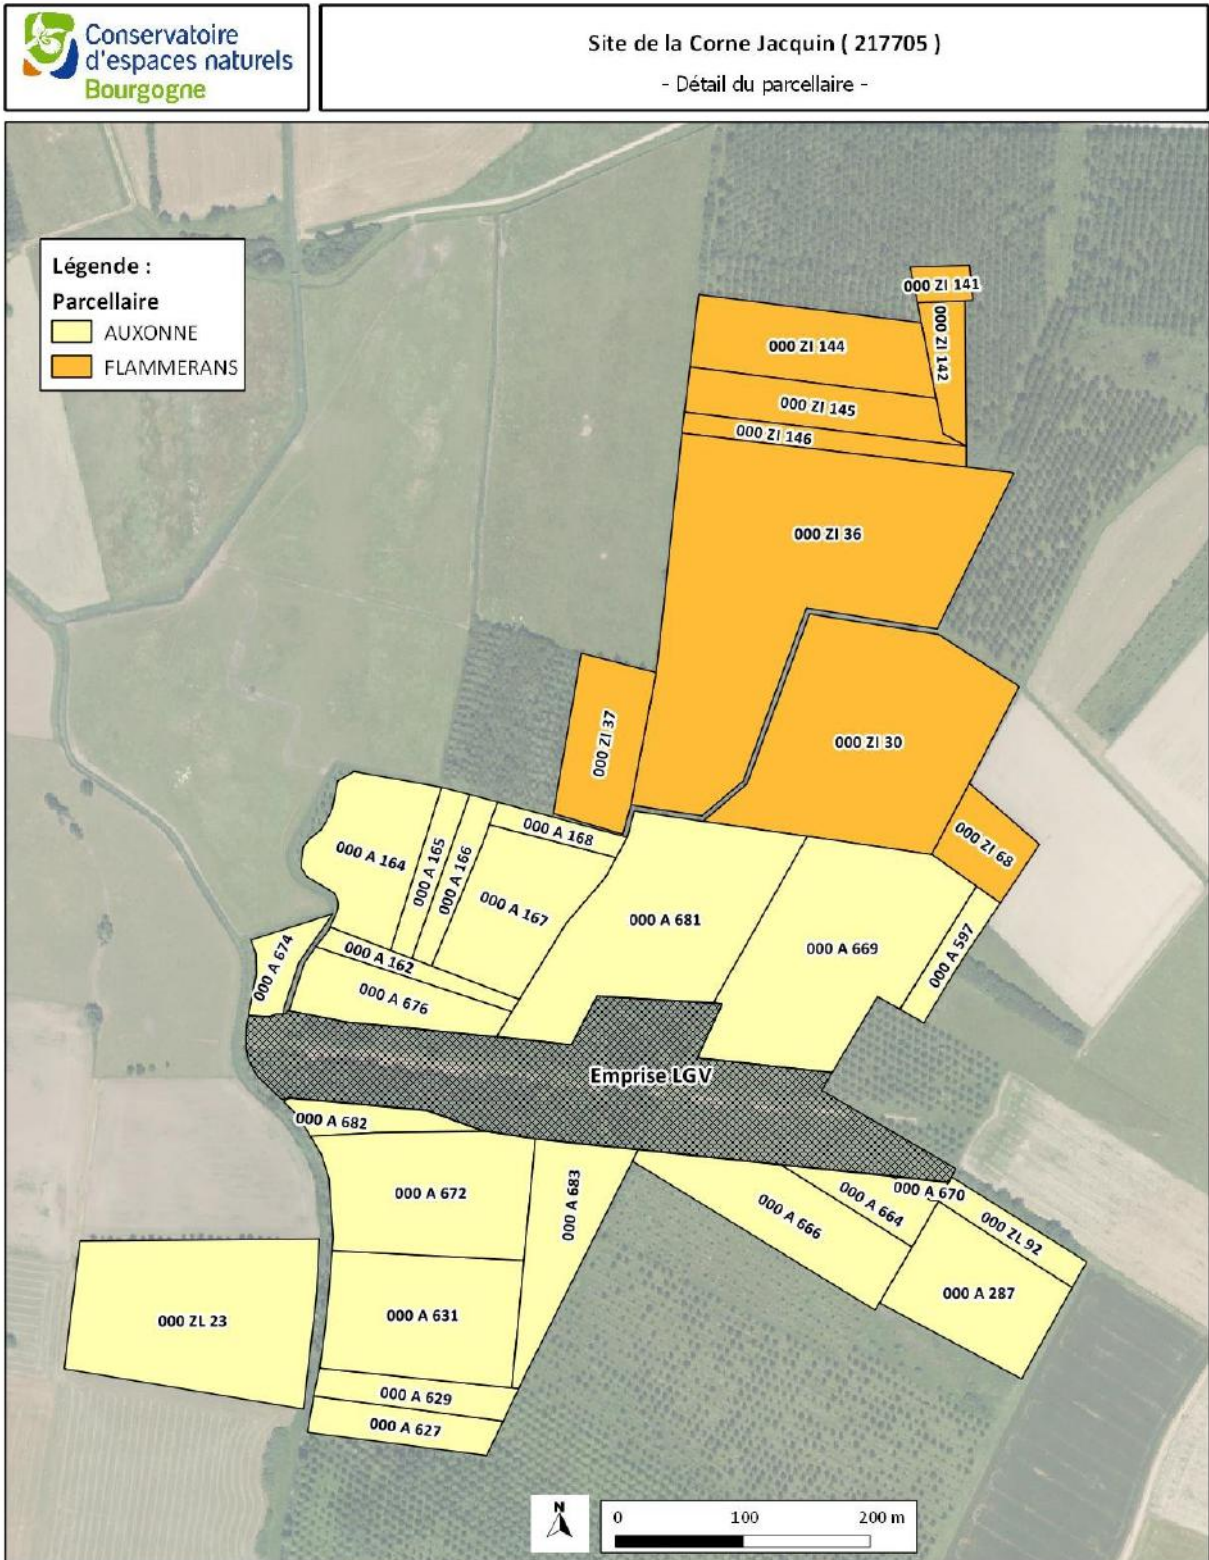 Conservatoire
d'espaces naturels
Bourgogne
Site de la Corne Jacquin ( 217705 )
- Détail du parcellaire -
Légende :
Parcellaire
AUXONNE
FLAMMERANS
000 ZI 141
000 ZI 142
000 ZI 144
000 ZI 145
000 ZI 146
000 ZI 36
000 ZI 37
000 ZI 30
000 ZI 68
000 A 168
000 A 164
000 A 165
000 A 166
000 A 167
000 A 681
000 A 669
000 A 597
000 A 674
000 A 162
000 A 676
Emprise LGV
000 A 682
000 A 672
000 A 683
000 A 670
000 A 664
000 A 666
000 ZL 92
000 A 287
000 ZL 23
000 A 631
000 A 629
000 A 627
N
0 100 200 m